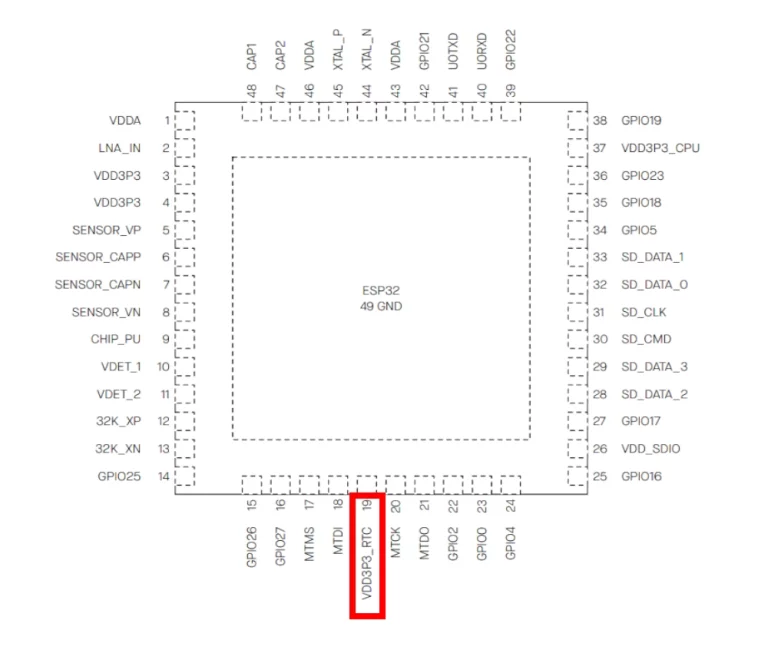 CAP1
CAP2
VDDA
XTAL_P
XTAL_N
VDDA
GPIO21
U0TXD
U0RXD
GPIO22
48
47
46
45
44
43
42
41
40
39
VDDA 1
LNA_IN 2
VDD3P3 3
VDD3P3 4
SENSOR_VP 5
SENSOR_CAPP 6
SENSOR_CAPN 7
SENSOR_VN 8
CHIP_PU 9
VDET_1 10
VDET_2 11
32K_XP 12
32K_XN 13
GPIO25 14
ESP32
49 GND
38 GPIO19
37 VDD3P3_CPU
36 GPIO23
35 GPIO18
34 GPIO5
33 SD_DATA_1
32 SD_DATA_0
31 SD_CLK
30 SD_CMD
29 SD_DATA_3
28 SD_DATA_2
27 GPIO17
26 VDD_SDIO
25 GPIO16
15
16
17
18
19
20
21
22
23
24
GPIO26
GPIO27
MTMS
MTDI
VDD3P3_RTC
MTCK
MTDO
GPIO2
GPIO0
GPIO4